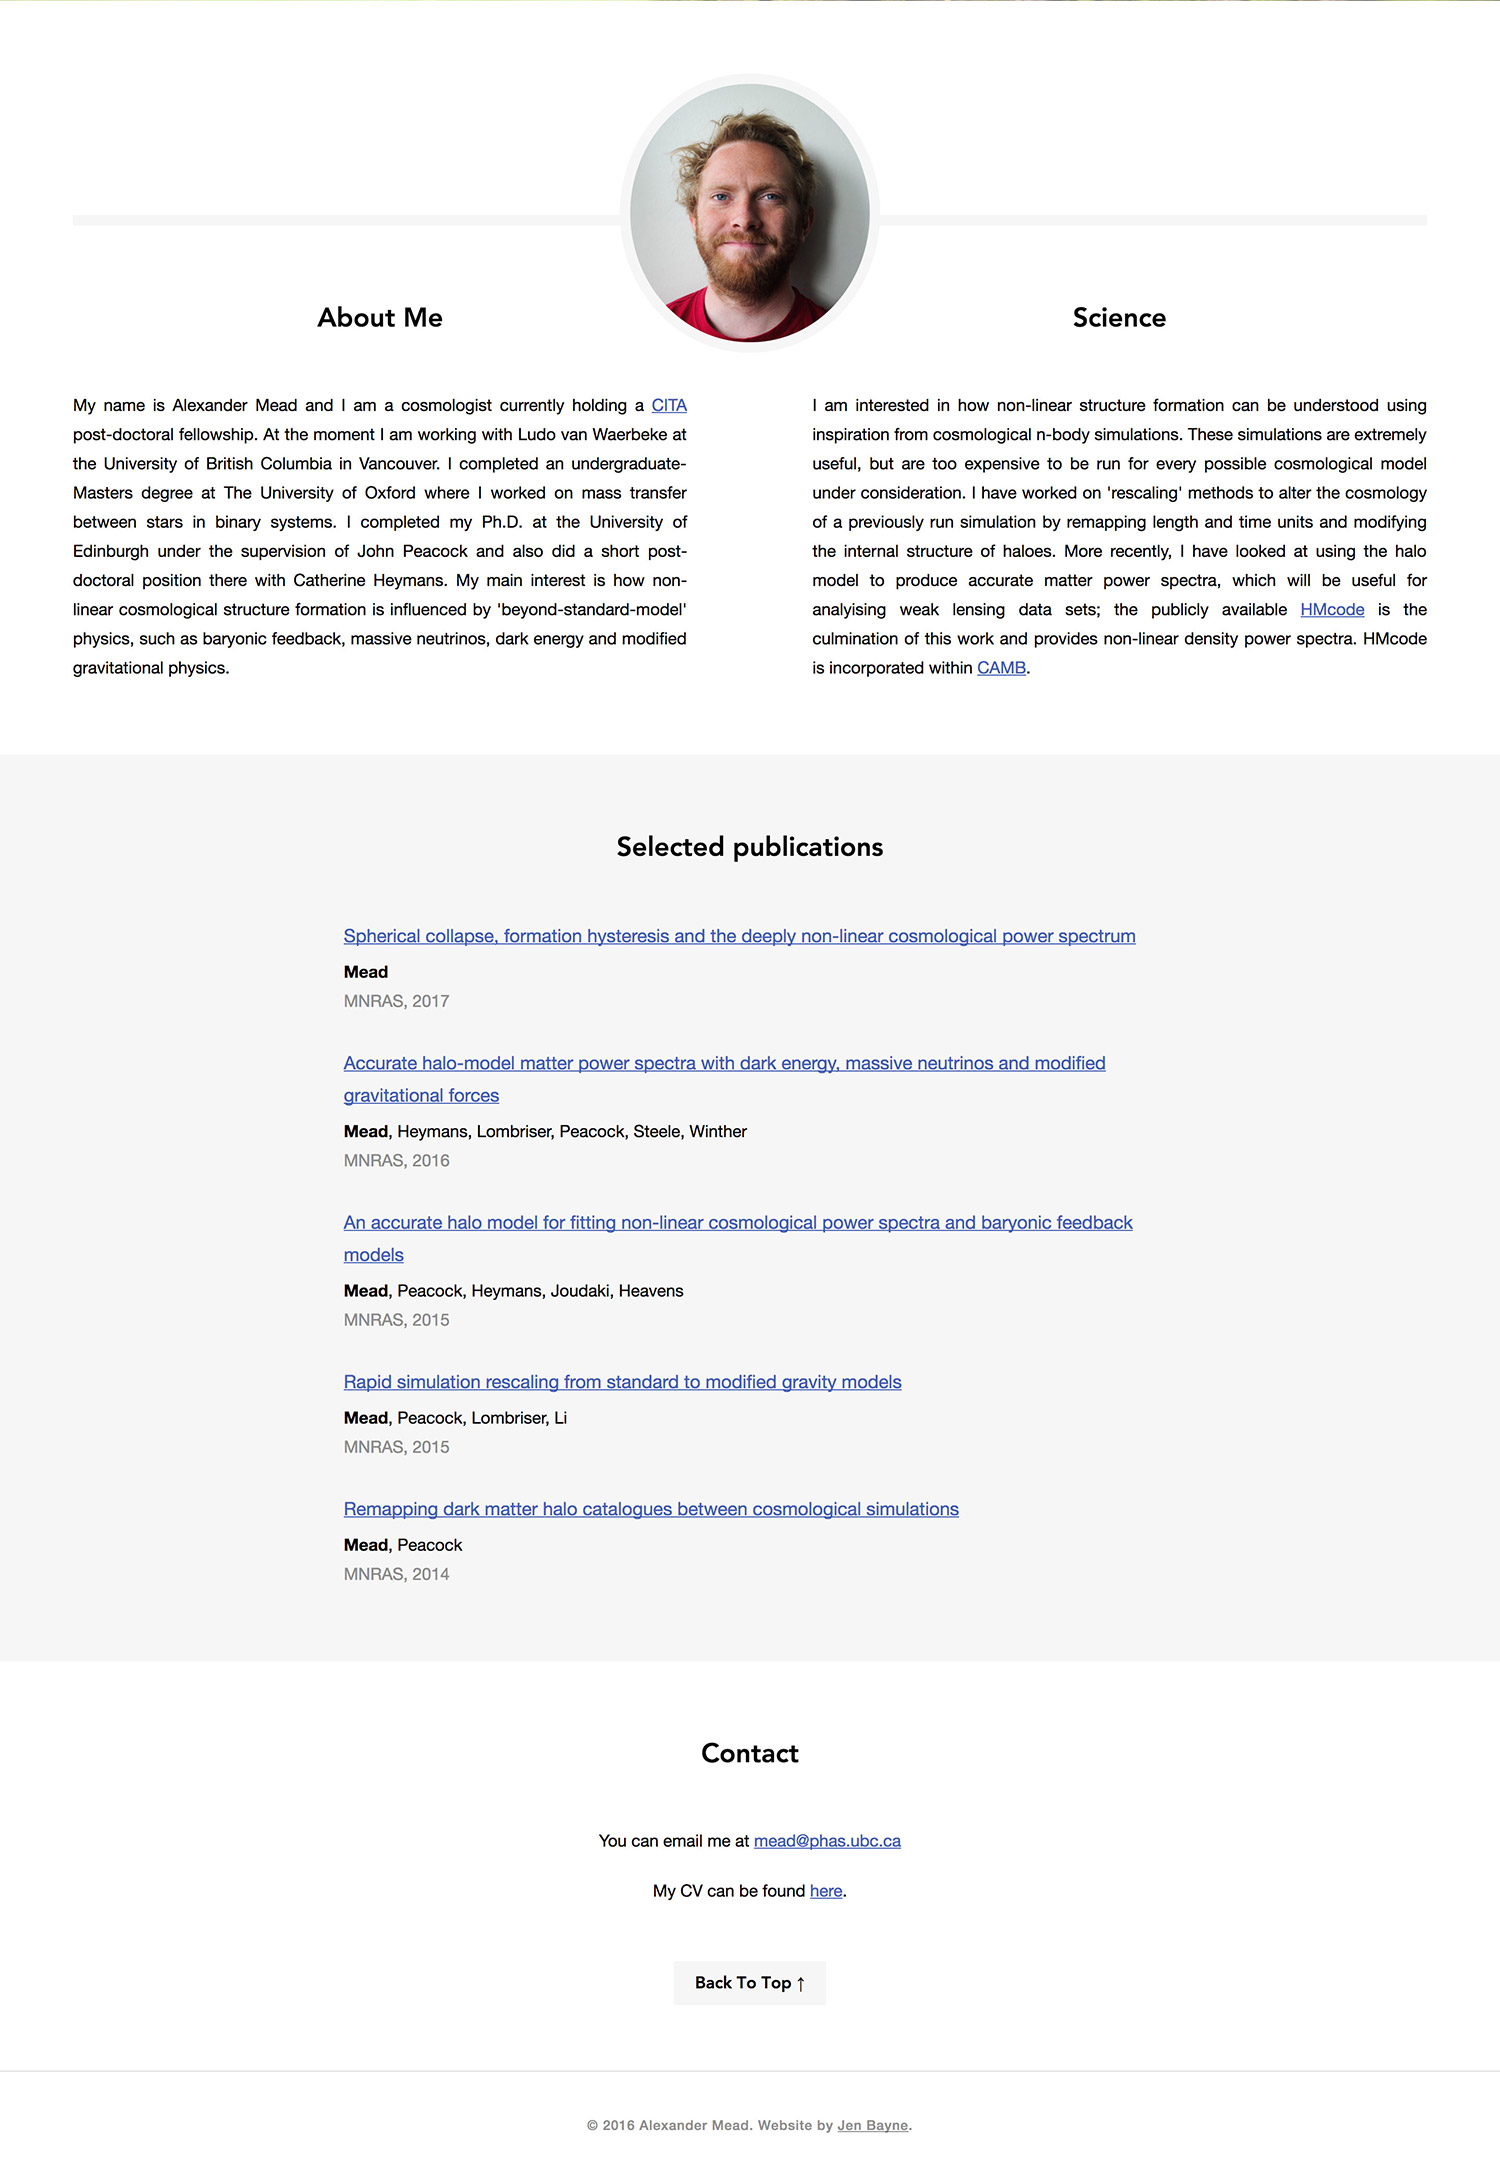 About Me
My name is Alexander Mead and I am a cosmologist currently holding a CITA
post-doctoral fellowship. At the moment I am working with Ludo van Waerbeke at
the University of British Columbia in Vancouver. I completed an undergraduate-
Masters degree at The University of Oxford where I worked on mass transfer
between stars in binary systems. I completed my Ph.D. at the University of
Edinburgh under the supervision of John Peacock and also did a short post-
doctoral position there with Catherine Heymans. My main interest is how non-
linear cosmological structure formation is influenced by 'beyond-standard-model'
physics, such as baryonic feedback, massive neutrinos, dark energy and modified
gravitational physics.
Science
I am interested in how non-linear structure formation can be understood using
inspiration from cosmological n-body simulations. These simulations are extremely
useful, but are too expensive to be run for every possible cosmological model
under consideration. I have worked on 'rescaling' methods to alter the cosmology
of a previously run simulation by remapping length and time units and modifying
the internal structure of haloes. More recently, I have looked at using the halo
model to produce accurate matter power spectra, which will be useful for
analyising weak lensing data sets; the publicly available HMcode is the
culmination of this work and provides non-linear density power spectra. HMcode
is incorporated within CAMB.
Selected publications
Spherical collapse, formation hysteresis and the deeply non-linear cosmological power spectrum
Mead
MNRAS, 2017
Accurate halo-model matter power spectra with dark energy, massive neutrinos and modified
gravitational forces
Mead, Heymans, Lombriser, Peacock, Steele, Winther
MNRAS, 2016
An accurate halo model for fitting non-linear cosmological power spectra and baryonic feedback
models
Mead, Peacock, Heymans, Joudaki, Heavens
MNRAS, 2015
Rapid simulation rescaling from standard to modified gravity models
Mead, Peacock, Lombriser, Li
MNRAS, 2015
Remapping dark matter halo catalogues between cosmological simulations
Mead, Peacock
MNRAS, 2014
Contact
You can email me at mead@phas.ubc.ca
My CV can be found here.
Back To Top ↑
© 2016 Alexander Mead. Website by Jen Bayne.